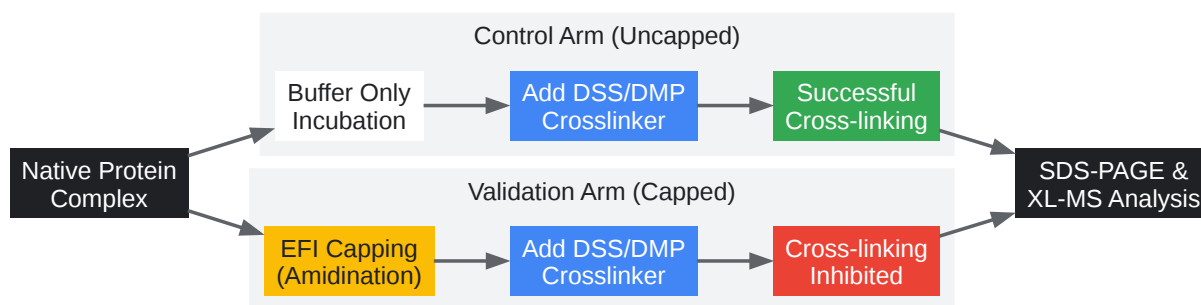 Control Arm (Uncapped)
Buffer Only
Incubation
Add DSS/DMP
Crosslinker
Successful
Cross-linking
Native Protein
Complex
SDS-PAGE &
XL-MS Analysis
Validation Arm (Capped)
EFI Capping
(Amidination)
Add DSS/DMP
Crosslinker
Cross-linking
Inhibited